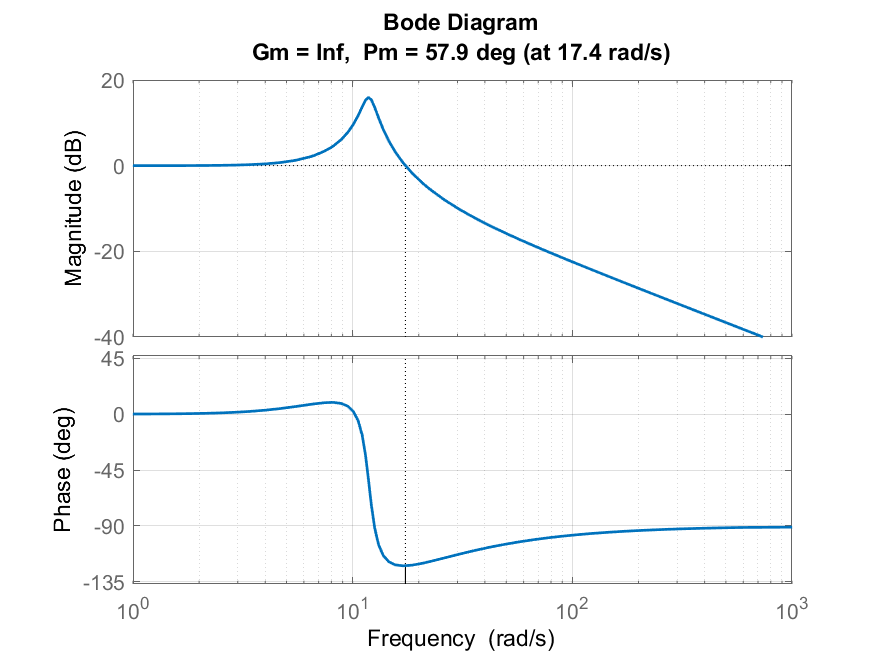 Bode Diagram
Gm = Inf,  Pm = 57.9 deg (at 17.4 rad/s)
Magnitude (dB)
20
0
-20
-40
Phase (deg)
45
0
-45
-90
-135
10^0 10^1 10^2 10^3
Frequency  (rad/s)